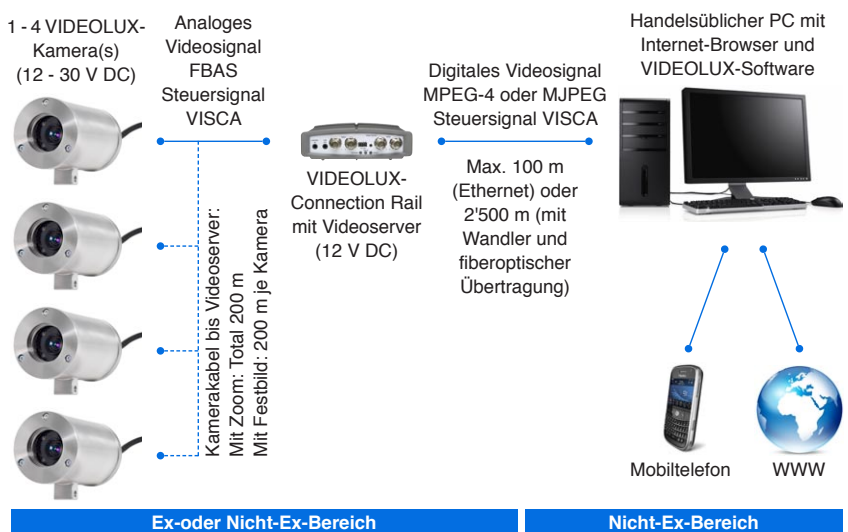 1 - 4 VIDEOLUX-
Kamera(s)
(12 - 30 V DC)
Analoges
Videosignal
FBAS
Steuersignal
VISCA
Kamerakabel bis Videoserver:
Mit Zoom: Total 200 m
Mit Festbild: 200 m je Kamera
VIDEOLUX-
Connection Rail
mit Videoserver
(12 V DC)
Digitales Videosignal
MPEG-4 oder MJPEG
Steuersignal VISCA
Max. 100 m
(Ethernet) oder
2'500 m (mit
Wandler und
fiberoptischer
Übertragung)
Handelsüblicher PC mit
Internet-Browser und
VIDEOLUX-Software
Mobiltelefon
WWW
Ex-oder Nicht-Ex-Bereich
Nicht-Ex-Bereich